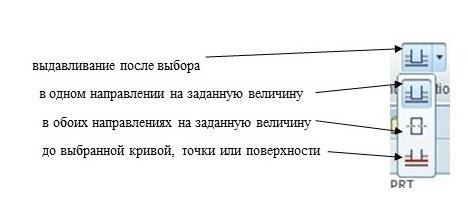 выдавливание после выбора
в одном направлении на заданную величину
в обоих направлениях на заданную величину
до выбранной кривой, точки или поверхности
PRT